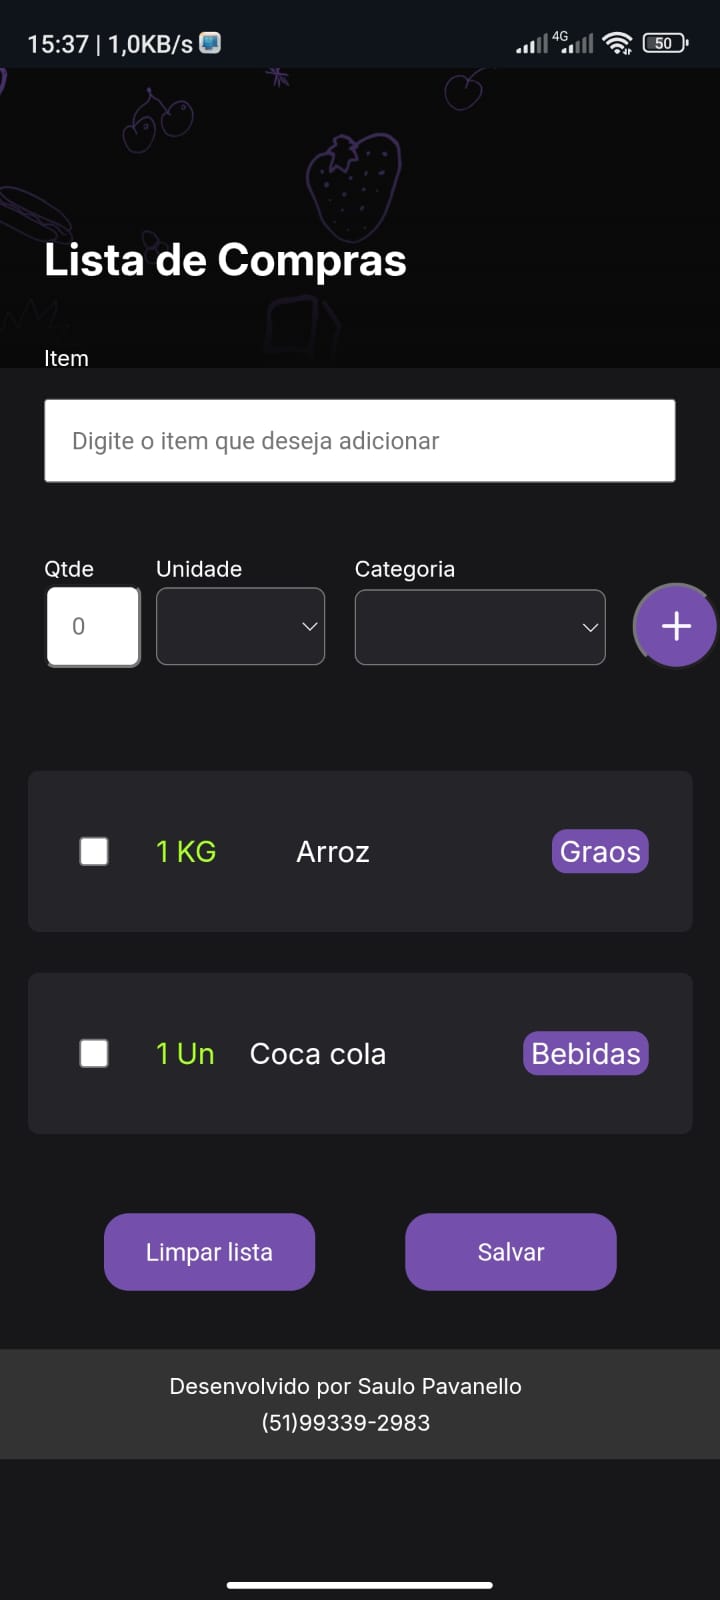 15:37 | 1,0KB/s 4G 50
Lista de Compras
Item
Digite o item que deseja adicionar
Qtde Unidade Categoria
0
1 KG Arroz Graos
1 Un Coca cola Bebidas
Limpar lista Salvar
Desenvolvido por Saulo Pavanello
(51)99339-2983